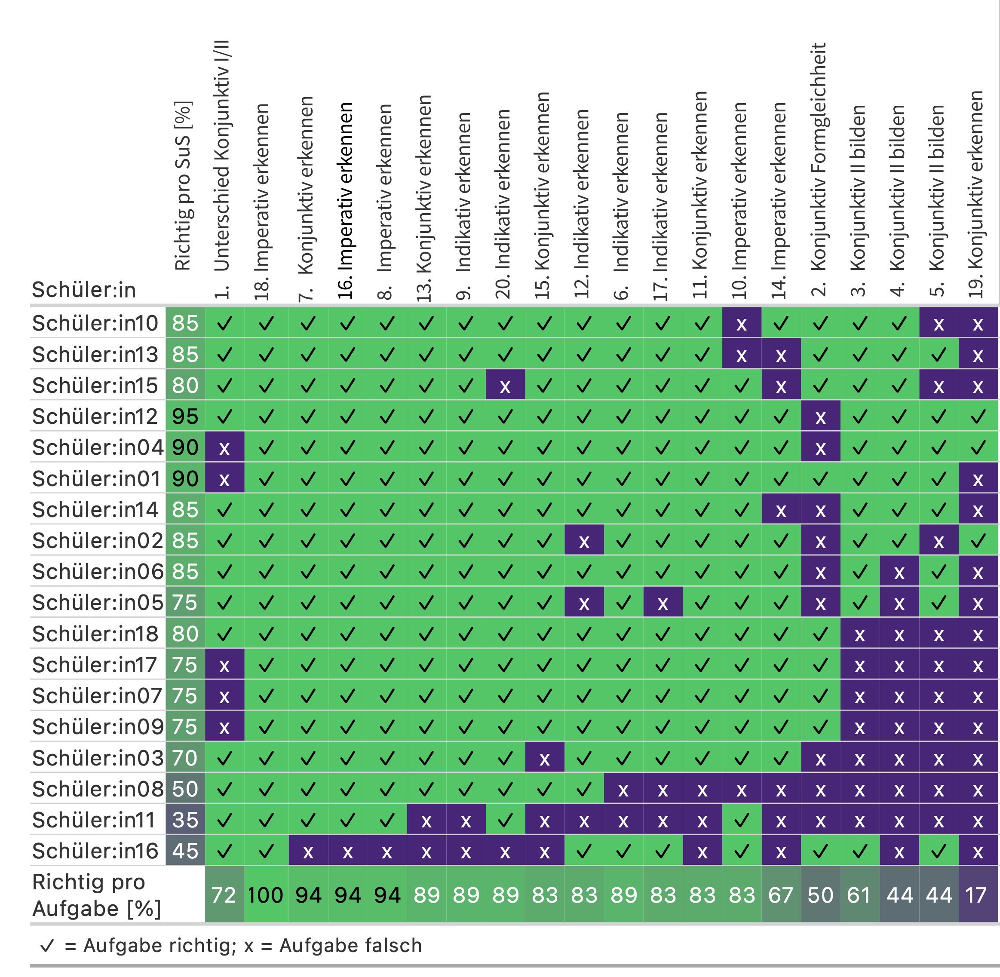 Schüler:in Richtig pro SuS [%] 1. Unterschied Konjunktiv I/II 18. Imperativ erkennen 7. Konjunktiv erkennen 16. Imperativ erkennen 8. Imperativ erkennen 13. Konjunktiv erkennen 9. Indikativ erkennen 20. Indikativ erkennen 15. Konjunktiv erkennen 12. Indikativ erkennen 6. Indikativ erkennen 17. Indikativ erkennen 11. Konjunktiv erkennen 10. Imperativ erkennen 14. Imperativ erkennen 2. Konjunktiv Formgleichheit 3. Konjunktiv II bilden 4. Konjunktiv II bilden 5. Konjunktiv II bilden 19. Konjunktiv erkennen
Schüler:in10 85 ✓ ✓ ✓ ✓ ✓ ✓ ✓ ✓ ✓ ✓ ✓ ✓ ✓ x ✓ ✓ ✓ ✓ x x
Schüler:in13 85 ✓ ✓ ✓ ✓ ✓ ✓ ✓ ✓ ✓ ✓ ✓ ✓ ✓ x x ✓ ✓ ✓ ✓ x
Schüler:in15 80 ✓ ✓ ✓ ✓ ✓ ✓ ✓ x ✓ ✓ ✓ ✓ ✓ ✓ x ✓ ✓ ✓ x x
Schüler:in12 95 ✓ ✓ ✓ ✓ ✓ ✓ ✓ ✓ ✓ ✓ ✓ ✓ ✓ ✓ ✓ x ✓ ✓ ✓ ✓
Schüler:in04 90 x ✓ ✓ ✓ ✓ ✓ ✓ ✓ ✓ ✓ ✓ ✓ ✓ ✓ ✓ x ✓ ✓ ✓ ✓
Schüler:in01 90 x ✓ ✓ ✓ ✓ ✓ ✓ ✓ ✓ ✓ ✓ ✓ ✓ ✓ ✓ ✓ ✓ ✓ ✓ x
Schüler:in14 85 ✓ ✓ ✓ ✓ ✓ ✓ ✓ ✓ ✓ ✓ ✓ ✓ ✓ ✓ x x ✓ ✓ ✓ x
Schüler:in02 85 ✓ ✓ ✓ ✓ ✓ ✓ ✓ ✓ ✓ x ✓ ✓ ✓ ✓ ✓ x ✓ ✓ x ✓
Schüler:in06 85 ✓ ✓ ✓ ✓ ✓ ✓ ✓ ✓ ✓ ✓ ✓ ✓ ✓ ✓ ✓ x ✓ x ✓ x
Schüler:in05 75 ✓ ✓ ✓ ✓ ✓ ✓ ✓ ✓ ✓ x ✓ x ✓ ✓ ✓ x ✓ x ✓ x
Schüler:in18 80 ✓ ✓ ✓ ✓ ✓ ✓ ✓ ✓ ✓ ✓ ✓ ✓ ✓ ✓ ✓ ✓ x x x x
Schüler:in17 75 x ✓ ✓ ✓ ✓ ✓ ✓ ✓ ✓ ✓ ✓ ✓ ✓ ✓ ✓ ✓ x x x x
Schüler:in07 75 x ✓ ✓ ✓ ✓ ✓ ✓ ✓ ✓ ✓ ✓ ✓ ✓ ✓ ✓ ✓ x x x x
Schüler:in09 75 x ✓ ✓ ✓ ✓ ✓ ✓ ✓ ✓ ✓ ✓ ✓ ✓ ✓ ✓ ✓ x x x x
Schüler:in03 70 ✓ ✓ ✓ ✓ ✓ ✓ ✓ ✓ x ✓ ✓ ✓ ✓ ✓ ✓ x x x x x
Schüler:in08 50 ✓ ✓ ✓ ✓ ✓ ✓ ✓ ✓ ✓ ✓ x x x x x x x x x x
Schüler:in11 35 ✓ ✓ ✓ ✓ ✓ x x ✓ x x x x x ✓ x x x x x x
Schüler:in16 45 ✓ ✓ x x x x x x x ✓ ✓ ✓ x ✓ x ✓ ✓ x ✓ x
Richtig pro
Aufgabe [%] 72 100 94 94 94 89 89 89 83 83 89 83 83 83 67 50 61 44 44 17
✓ = Aufgabe richtig; x = Aufgabe falsch